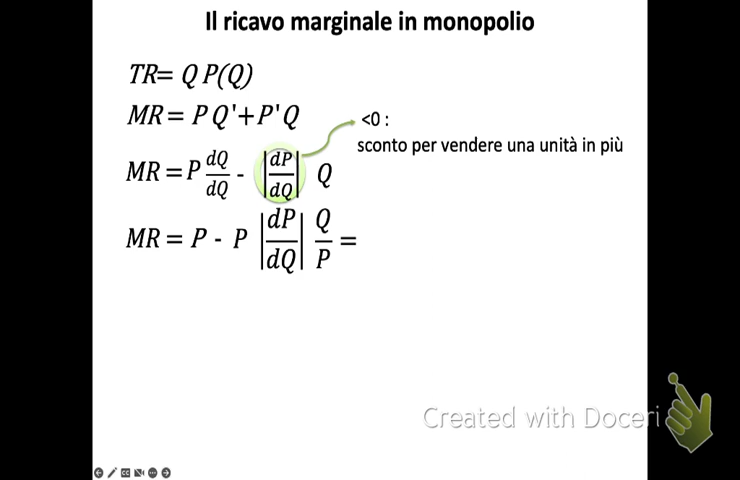 Il ricavo marginale in monopolio
TR= Q P(Q)
MR = P Q'+P'Q
<0 :
sconto per vendere una unità in più
MR = P dQ/dQ - |dP/dQ| Q
MR = P - P |dP/dQ| Q/P =
Created with Doceri